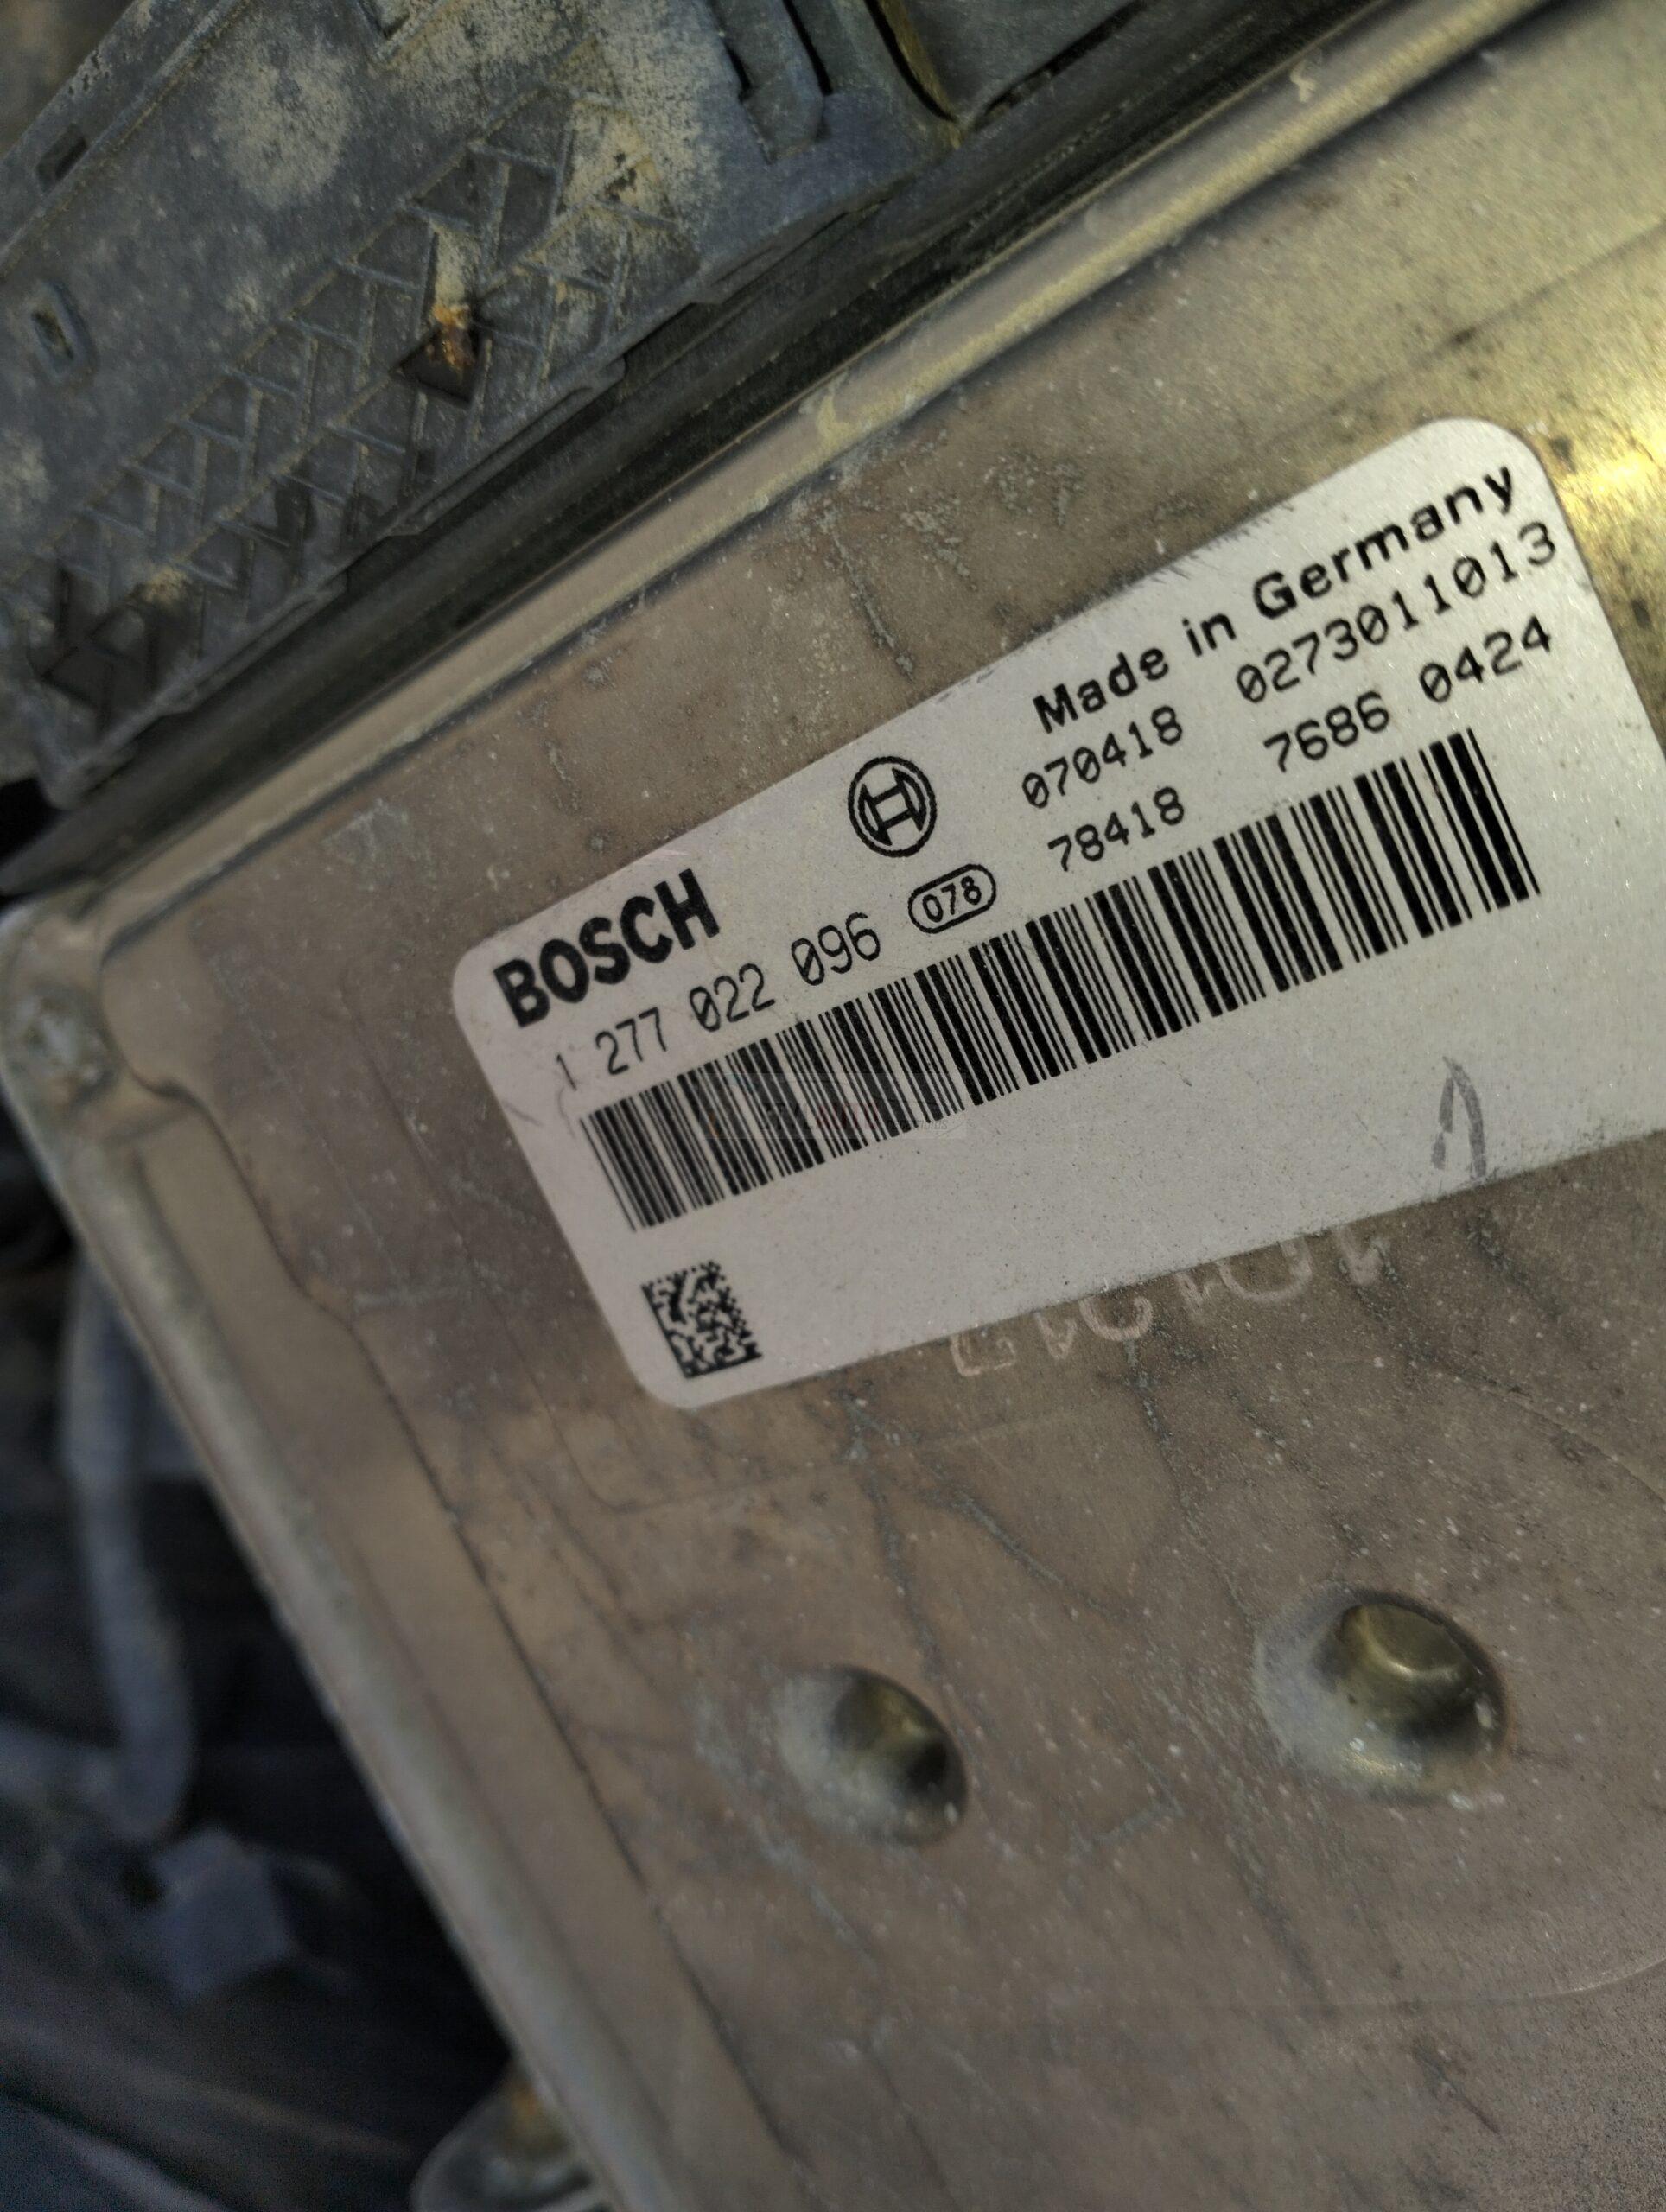 Made in Germany
BOSCH 070418 0273011013
1 277 022 096 078 78418 7686 0424